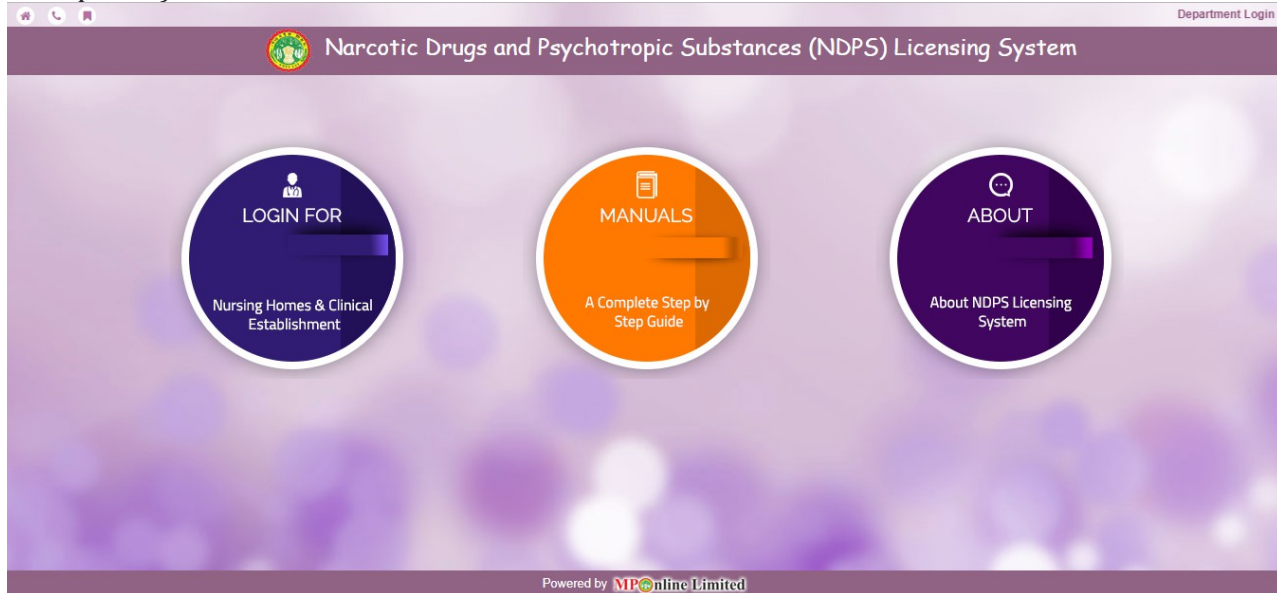 Department Login
Narcotic Drugs and Psychotropic Substances (NDPS) Licensing System
LOGIN FOR
Nursing Homes & Clinical
Establishment
MANUALS
A Complete Step by
Step Guide
ABOUT
About NDPS Licensing
System
Powered by MPOnline Limited